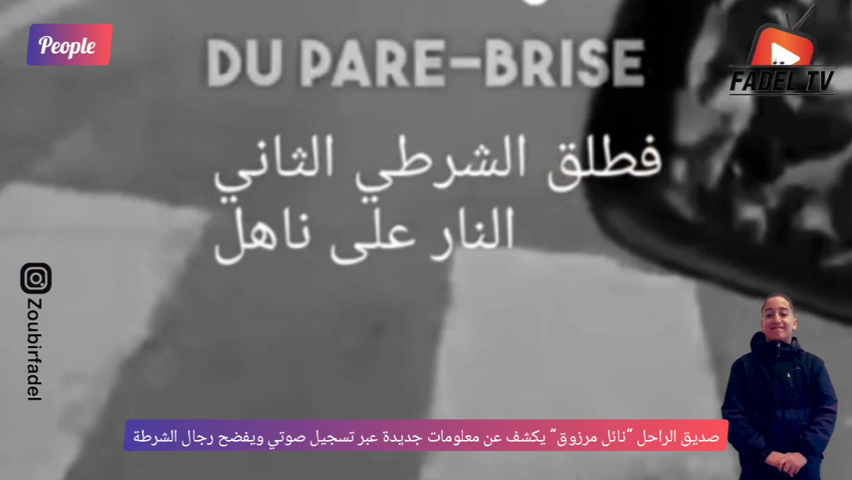 People
FADEL TV
DU PARE-BRISE
فطلق الشرطي الثاني
النار على ناهل
Zoubirfadel
صديق الراحل "نائل مرزوق" يكشف عن معلومات جديدة عبر تسجيل صوتي ويفضح رجال الشرطة